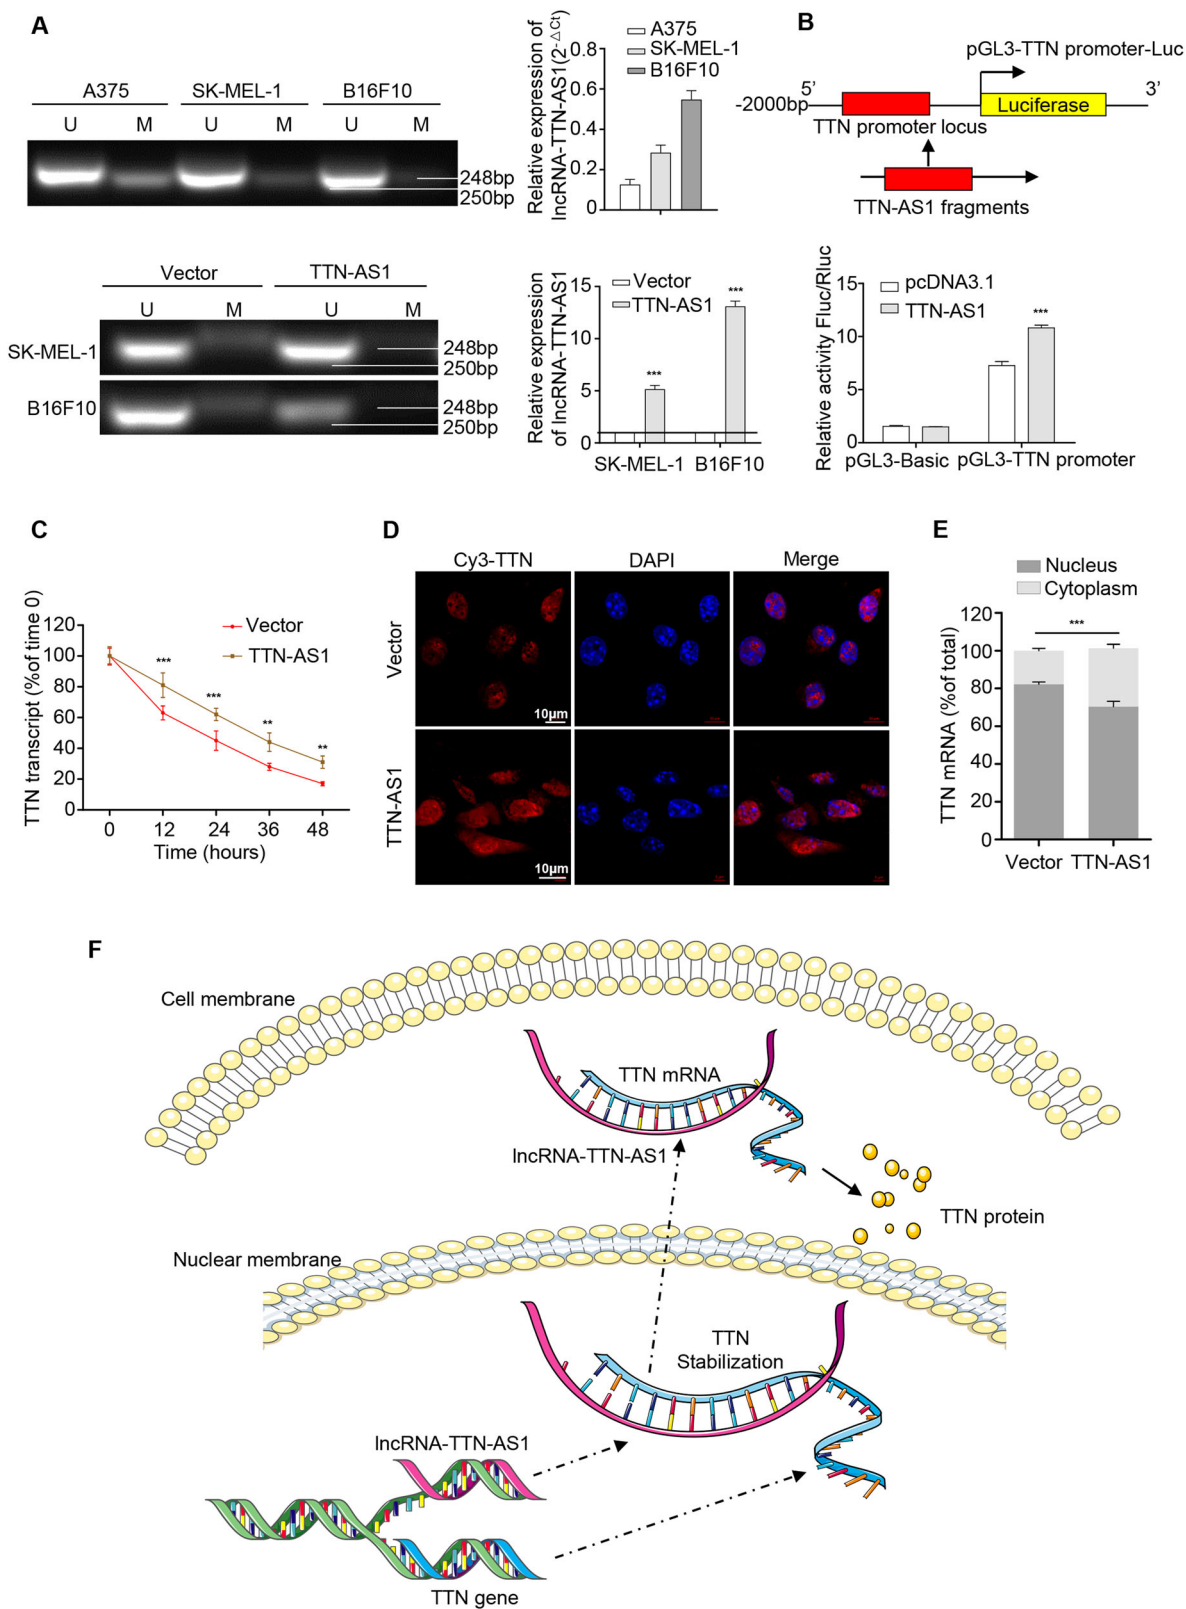 A
A375 SK-MEL-1 B16F10
U M U M U M
248bp
250bp
Relative expression of
lncRNA-TTN-AS1(2^-△Ct)
0.8
0.6
0.4
0.2
0
A375
SK-MEL-1
B16F10
Vector TTN-AS1
U M U M
SK-MEL-1
248bp
250bp
B16F10
248bp
250bp
Relative expression
of lncRNA-TTN-AS1
15
10
5
0
Vector
TTN-AS1
***
***
SK-MEL-1 B16F10
B
pGL3-TTN promoter-Luc
5’ 3’
-2000bp
Luciferase
TTN promoter locus
TTN-AS1 fragments
Relative activity Fluc/Rluc
15
10
5
0
pcDNA3.1
TTN-AS1
***
pGL3-Basic pGL3-TTN promoter
C
TTN transcript (%of time 0)
120
100
80
60
40
20
0
Vector
TTN-AS1
***
***
**
**
0 12 24 36 48
Time (hours)
D
Cy3-TTN DAPI Merge
Vector
10μm
TTN-AS1
10μm
E
Nucleus
Cytoplasm
TTN mRNA (%of total)
120
100
80
60
40
20
0
***
Vector TTN-AS1
F
Cell membrane
TTN mRNA
lncRNA-TTN-AS1
TTN protein
Nuclear membrane
TTN
Stabilization
lncRNA-TTN-AS1
TTN gene